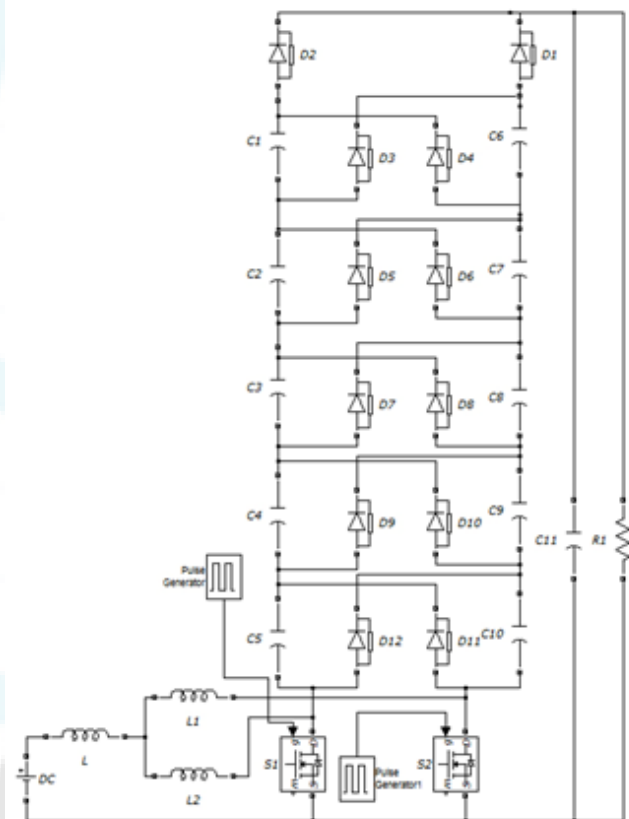 D2
D1
C1
D3
D4
C6
C2
D5
D6
C7
C3
D7
D8
C8
C4
D9
D10
C9
C11
R1
Pulse
Generator
C5
D12
D11
C10
L1
L
L2
DC
S1
g
D
m
S
Pulse
Generator1
S2
g
D
m
S